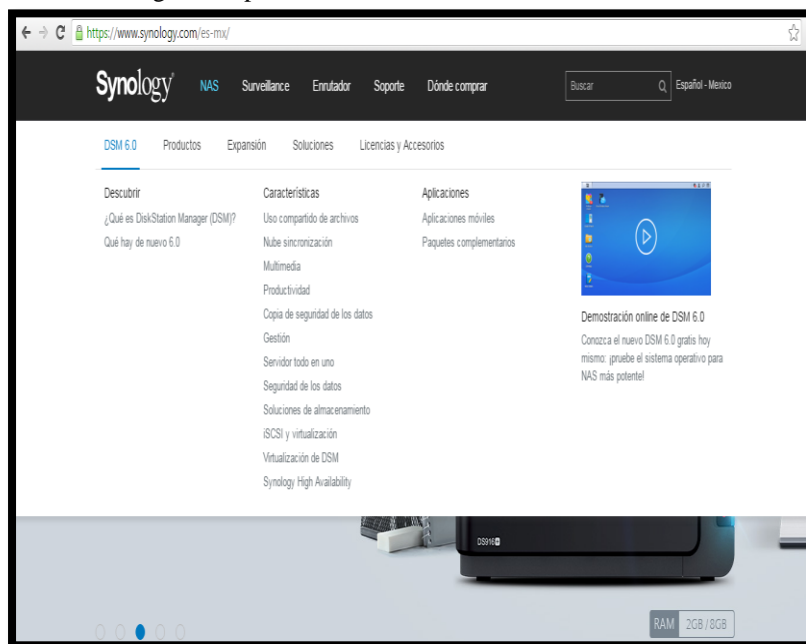 https://www.synology.com/es-mx/
Synology NAS Surveillance Enrutador Soporte Dónde comprar Buscar Español - Mexico
DSM 6.0 Productos Expansión Soluciones Licencias y Accesorios
Descubrir
¿Qué es DiskStation Manager (DSM)?
Qué hay de nuevo 6.0
Características
Uso compartido de archivos
Nube sincronización
Multimedia
Productividad
Copia de seguridad de los datos
Gestión
Servidor todo en uno
Seguridad de los datos
Soluciones de almacenamiento
iSCSI y virtualización
Virtualización de DSM
Synology High Availability
Aplicaciones
Aplicaciones móviles
Paquetes complementarios
Demostración online de DSM 6.0
Conozca el nuevo DSM 6.0 gratis hoy
mismo: ¡pruebe el sistema operativo para
NAS más potente!
DS916+
RAM 2GB / 8GB